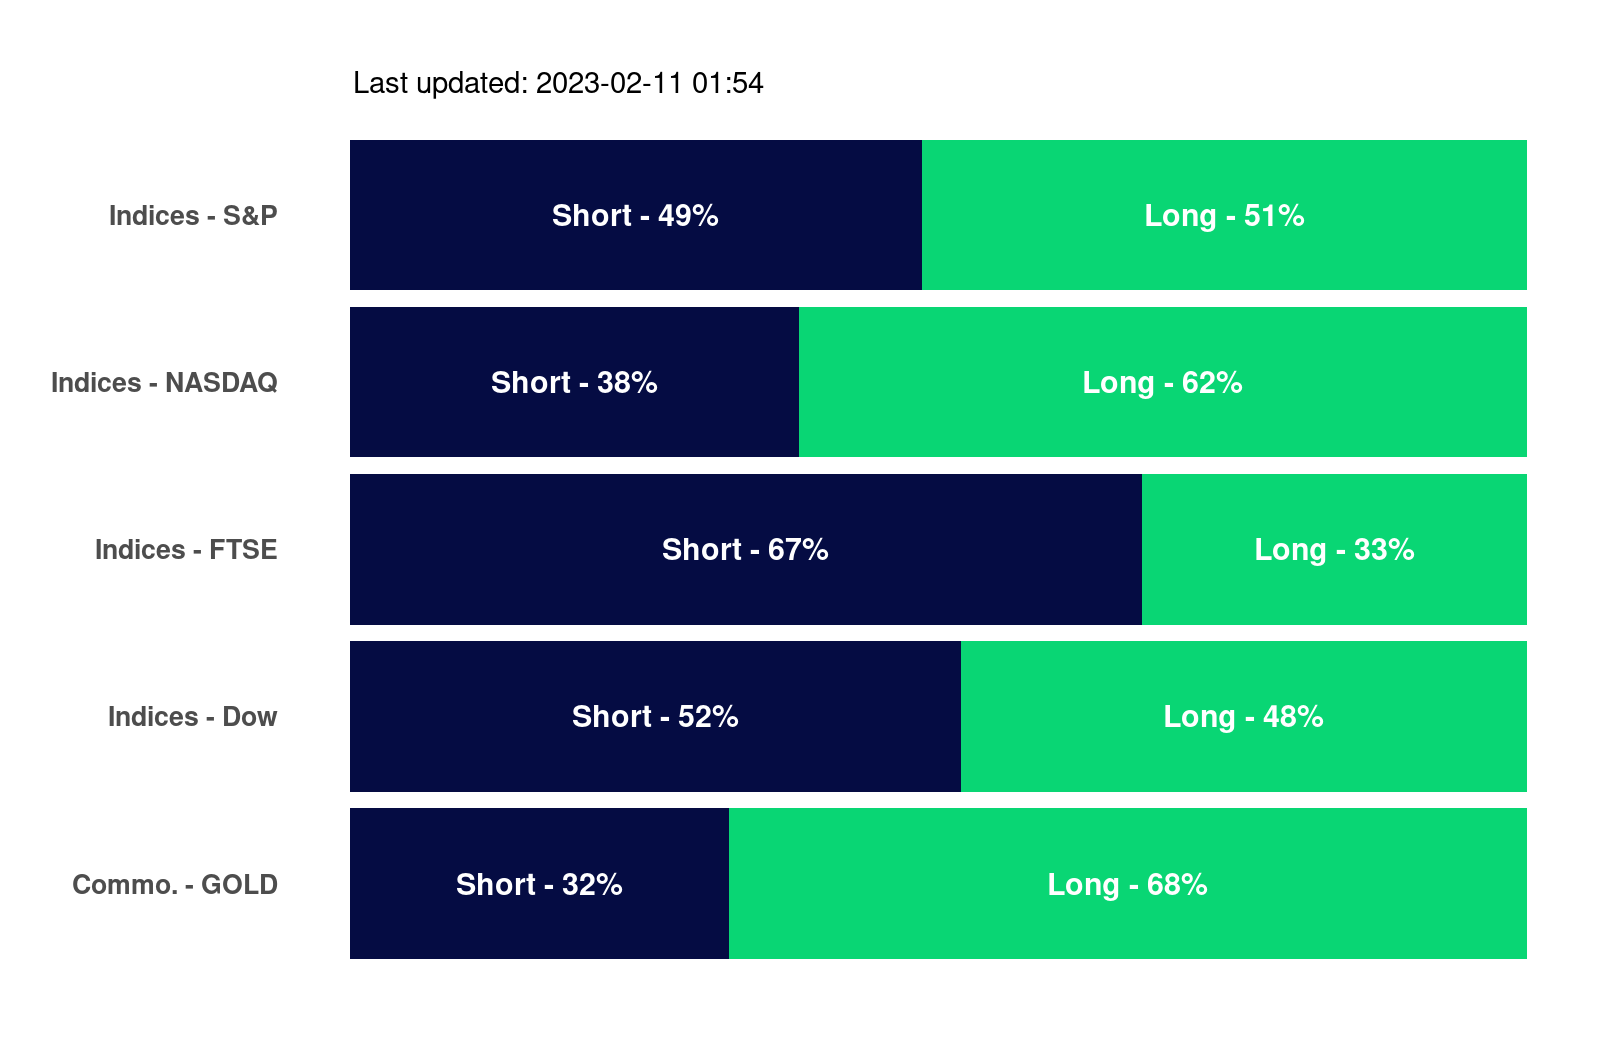 Last updated: 2023-02-11 01:54
Indices - S&P Short - 49% Long - 51%
Indices - NASDAQ Short - 38% Long - 62%
Indices - FTSE Short - 67% Long - 33%
Indices - Dow Short - 52% Long - 48%
Commo. - GOLD Short - 32% Long - 68%